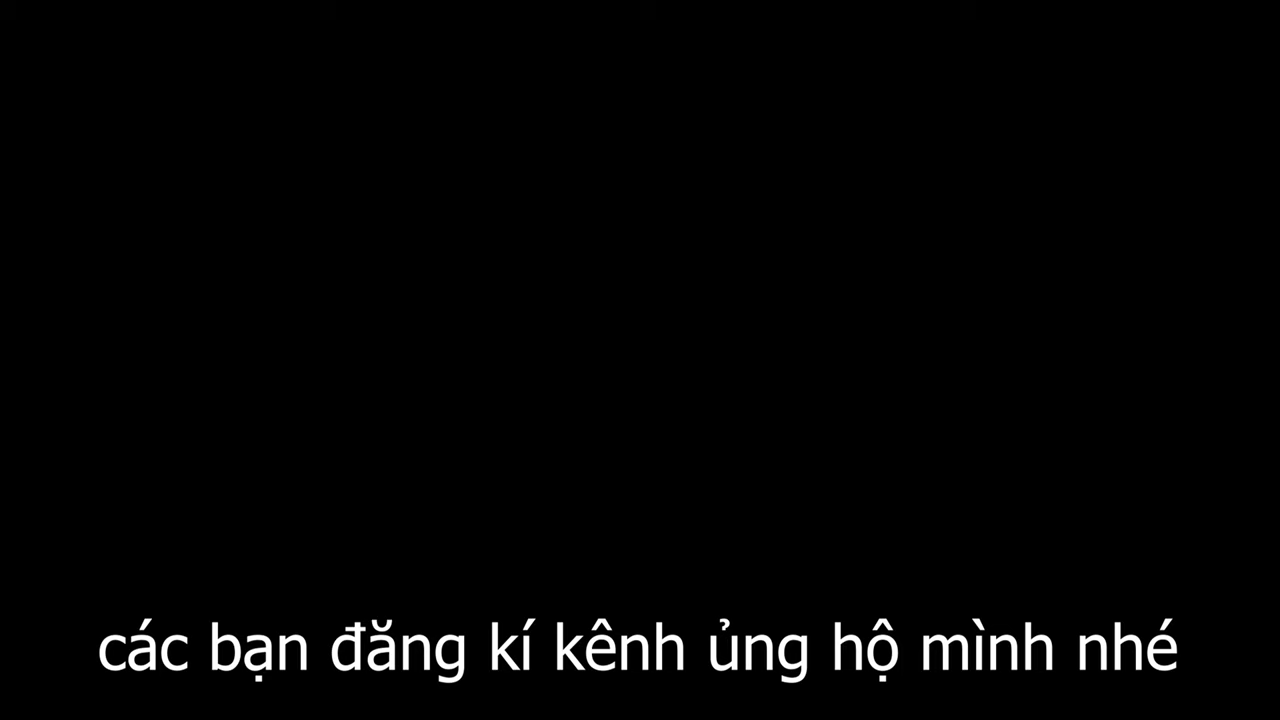 các bạn đăng kí kênh ủng hộ mình nhé